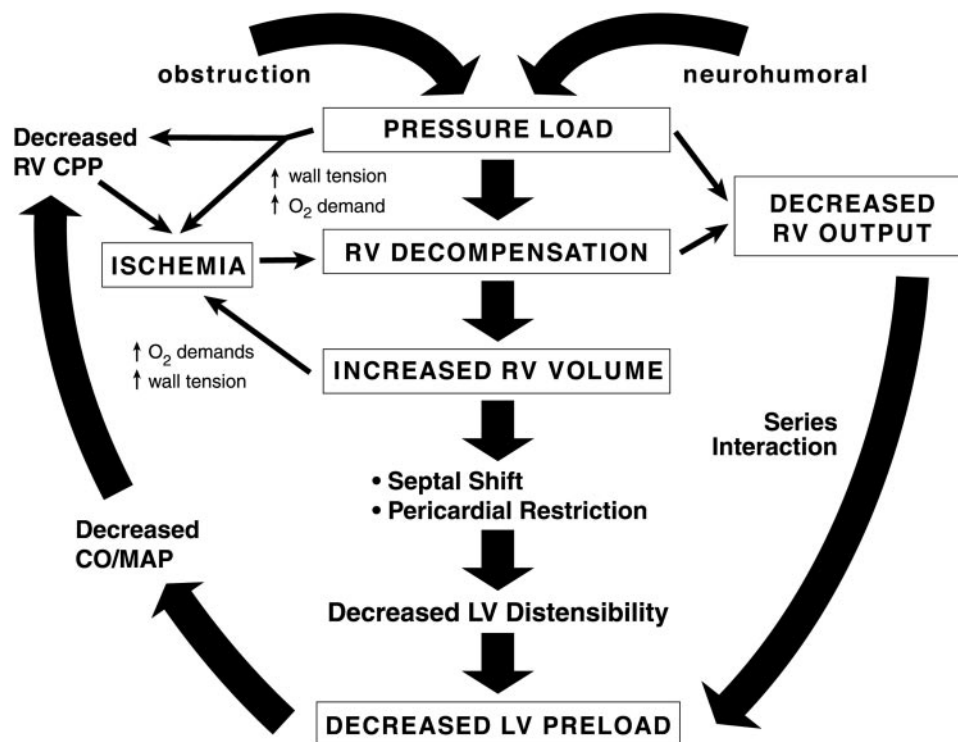 obstruction
neurohumoral
PRESSURE LOAD
Decreased
RV CPP
↑ wall tension
↑ O₂ demand
DECREASED
RV OUTPUT
RV DECOMPENSATION
ISCHEMIA
↑ O₂ demands
↑ wall tension
INCREASED RV VOLUME
Series
Interaction
• Septal Shift
• Pericardial Restriction
Decreased
CO/MAP
Decreased LV Distensibility
DECREASED LV PRELOAD